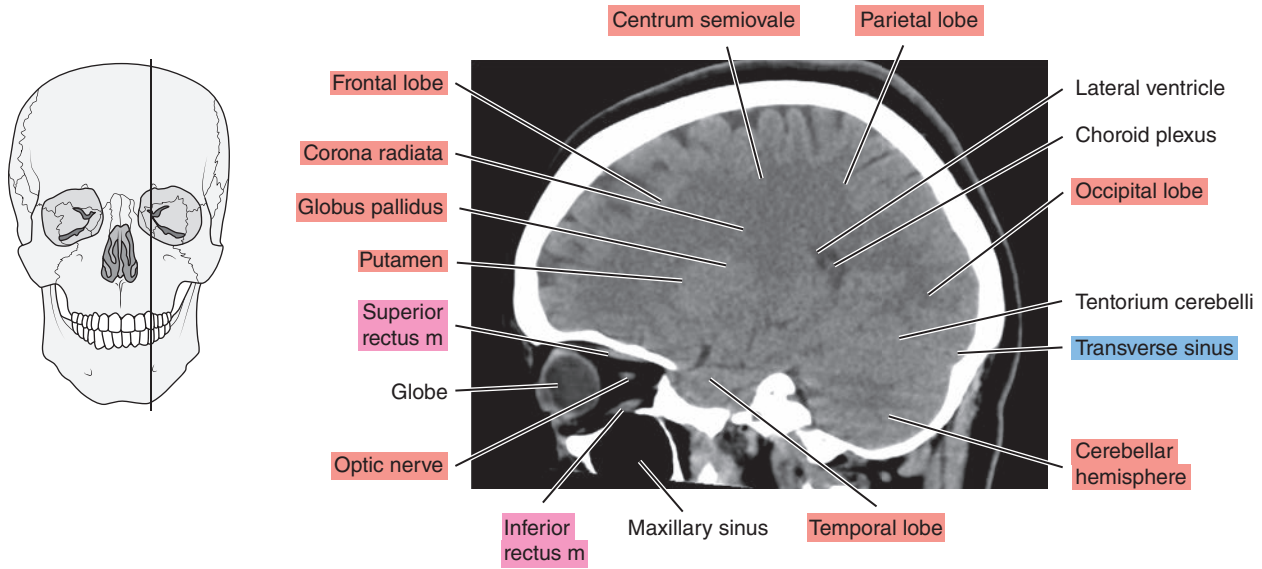 Centrum semiovale
Parietal lobe
Frontal lobe
Corona radiata
Globus pallidus
Putamen
Superior
rectus m
Globe
Optic nerve
Inferior
rectus m
Maxillary sinus
Temporal lobe
Lateral ventricle
Choroid plexus
Occipital lobe
Tentorium cerebelli
Transverse sinus
Cerebellar
hemisphere